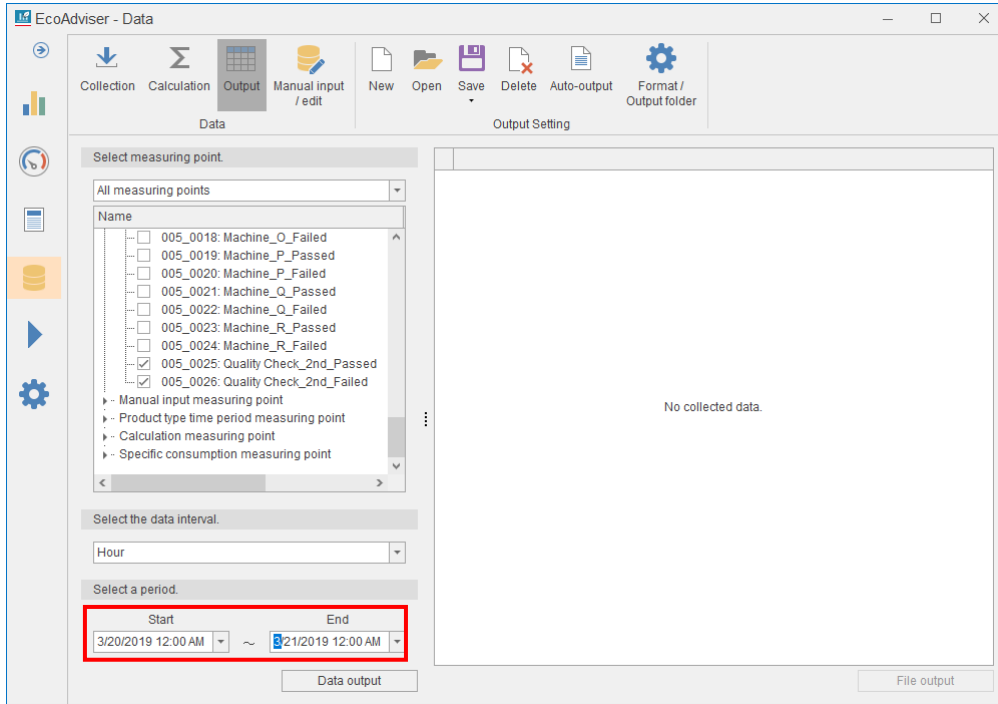 EcoAdviser - Data
Collection
Calculation
Output
Manual input
/ edit
New
Open
Save
Delete
Auto-output
Format /
Output folder
Data
Output Setting
Select measuring point.
All measuring points
Name
005_0018: Machine_O_Failed
005_0019: Machine_P_Passed
005_0020: Machine_P_Failed
005_0021: Machine_Q_Passed
005_0022: Machine_Q_Failed
005_0023: Machine_R_Passed
005_0024: Machine_R_Failed
005_0025: Quality Check_2nd_Passed
005_0026: Quality Check_2nd_Failed
Manual input measuring point
Product type time period measuring point
Calculation measuring point
Specific consumption measuring point
No collected data.
Select the data interval.
Hour
Select a period.
Start
End
3/20/2019 12:00 AM
~
3/21/2019 12:00 AM
Data output
File output